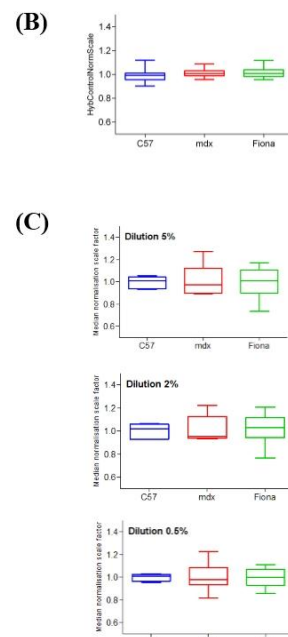 (B)
HybControlNormScale
1.4
1.2
1.0
0.8
0.6
C57 mdx Fiona
(C)
Dilution 5%
Median normalisation scale factor
1.4
1.2
1.0
0.8
0.6
C57 mdx Fiona
Dilution 2%
Median normalisation scale factor
1.4
1.2
1.0
0.8
0.6
C57 mdx Fiona
Dilution 0.5%
Median normalisation scale factor
1.4
1.2
1.0
0.8
0.6